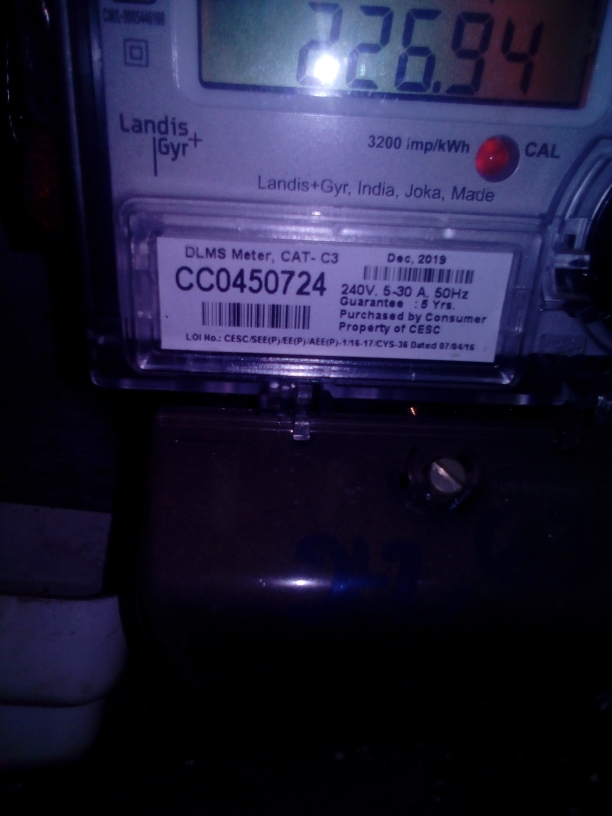 226.94
Landis
Gyr+
3200 imp/kWh
CAL
Landis+Gyr, India, Joka, Made
DLMS Meter, CAT- C3
Dec, 2019
CC0450724
240V, 5-30 A, 50Hz
Guarantee : 5 Yrs.
Purchased by Consumer
Property of CESC
LOI No.: CESC/SEE(P)/EE(P)/AEE(P)-1/16-17/CYS-36 Dated 07/04/16